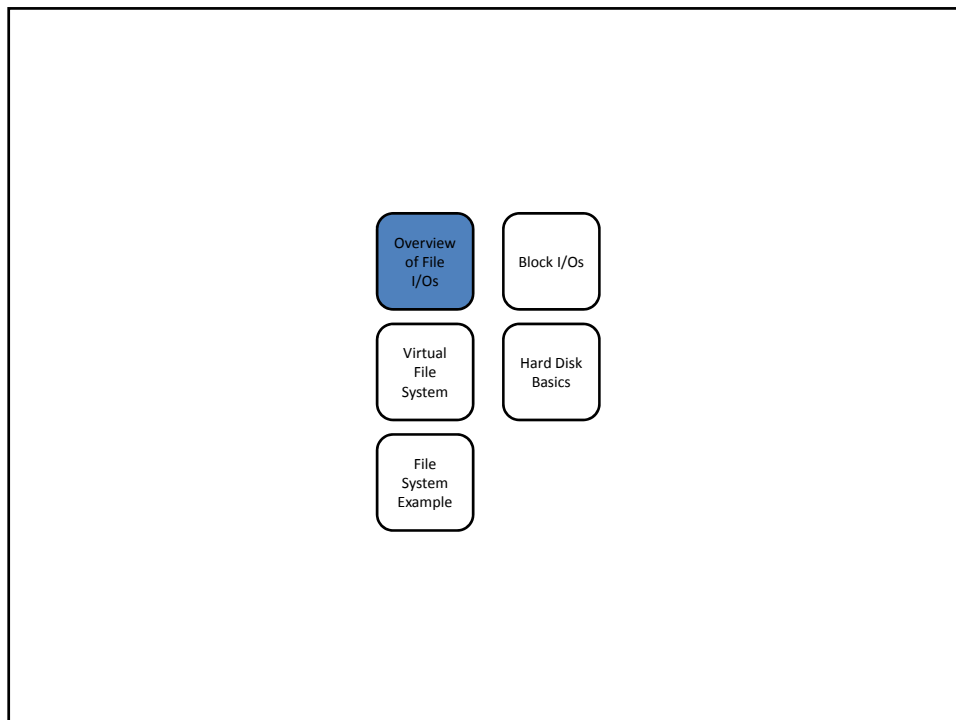 Overview
of File
I/Os
Virtual
File
System
File
System
Example
Block I/Os
Hard Disk
Basics